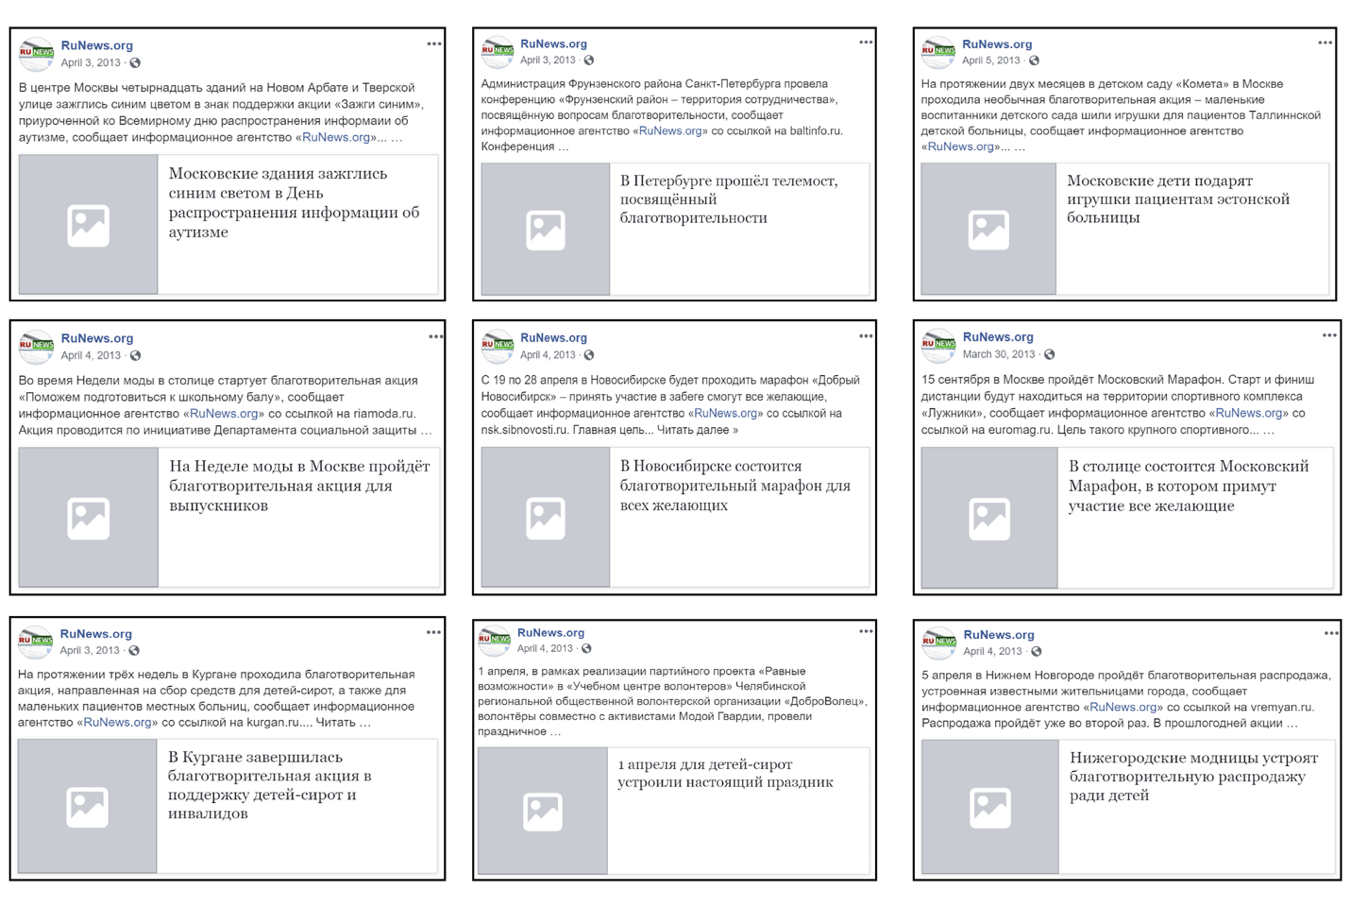 RU NEWS
RuNews.org
April 3, 2013 ·
В центре Москвы четырнадцать зданий на Новом Арбате и Тверской
улице зажглись синим цветом в знак поддержки акции «Зажги синим»,
приуроченной ко Всемирному дню распространения информаии об
аутизме, сообщает информационное агентство «RuNews.org»... ...
Московские здания зажглись
синим светом в День
распространения информации об
аутизме
RU NEWS
RuNews.org
April 3, 2013 ·
Администрация Фрунзенского района Санкт-Петербурга провела
конференцию «Фрунзенский район – территория сотрудничества»,
посвящённую вопросам благотворительности, сообщает
информационное агентство «RuNews.org» со ссылкой на baltinfo.ru.
Конференция ...
В Петербурге прошёл телемост,
посвящённый
благотворительности
RU NEWS
RuNews.org
April 5, 2013 ·
На протяжении двух месяцев в детском саду «Комета» в Москве
проходила необычная благотворительная акция – маленькие
воспитанники детского сада шили игрушки для пациентов Таллиннской
детской больницы, сообщает информационное агентство
«RuNews.org»... ...
Московские дети подарят
игрушки пациентам эстонской
больницы
RU NEWS
RuNews.org
April 4, 2013 ·
Во время Недели моды в столице стартует благотворительная акция
«Поможем подготовиться к школьному балу», сообщает
информационное агентство «RuNews.org» со ссылкой на riamoda.ru.
Акция проводится по инициативе Департамента социальной защиты ...
На Неделе моды в Москве пройдёт
благотворительная акция для
выпускников
RU NEWS
RuNews.org
April 4, 2013 ·
С 19 по 28 апреля в Новосибирске будет проходить марафон «Добрый
Новосибирск» – принять участие в забеге смогут все желающие,
сообщает информационное агентство «RuNews.org» со ссылкой на
nsk.sibnovosti.ru. Главная цель... Читать далее »
В Новосибирске состоится
благотворительный марафон для
всех желающих
RU NEWS
RuNews.org
March 30, 2013 ·
15 сентября в Москве пройдёт Московский Марафон. Старт и финиш
дистанции будут находиться на территории спортивного комплекса
«Лужники», сообщает информационное агентство «RuNews.org» со
ссылкой на euromag.ru. Цель такого крупного спортивного... ...
В столице состоится Московский
Марафон, в котором примут
участие все желающие
RU NEWS
RuNews.org
April 3, 2013 ·
На протяжении трёх недель в Кургане проходила благотворительная
акция, направленная на сбор средств для детей-сирот, а также для
маленьких пациентов местных больниц, сообщает информационное
агентство «RuNews.org» со ссылкой на kurgan.ru.... Читать ...
В Кургане завершилась
благотворительная акция в
поддержку детей-сирот и
инвалидов
RU NEWS
RuNews.org
April 4, 2013 ·
1 апреля, в рамках реализации партийного проекта «Равные
возможности» в «Учебном центре волонтеров» Челябинской
региональной общественной волонтерской организации «ДоброВолец»,
волонтёры совместно с активистами Модой Гвардии, провели
праздничное ...
1 апреля для детей-сирот
устроили настоящий праздник
RU NEWS
RuNews.org
April 4, 2013 ·
5 апреля в Нижнем Новгороде пройдёт благотворительная распродажа,
устроенная известными жительницами города, сообщает
информационное агентство «RuNews.org» со ссылкой на vremyan.ru.
Распродажа пройдёт уже во второй раз. В прошлогодней акции ...
Нижегородские модницы устроят
благотворительную распродажу
ради детей